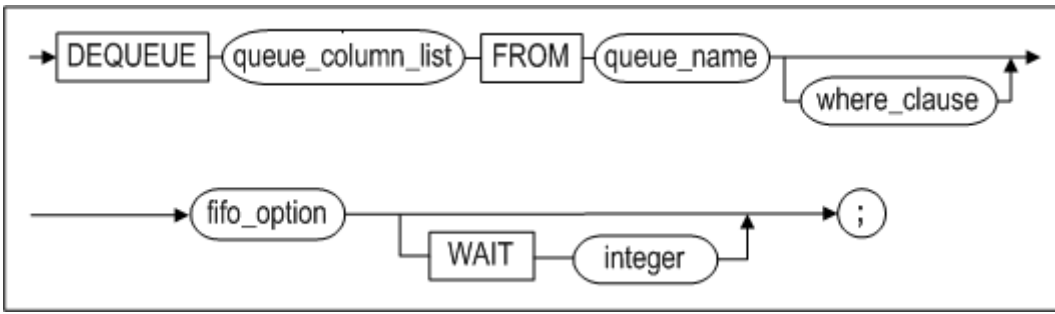 DEQUEUE queue_column_list FROM queue_name
where_clause
fifo_option ;
WAIT integer